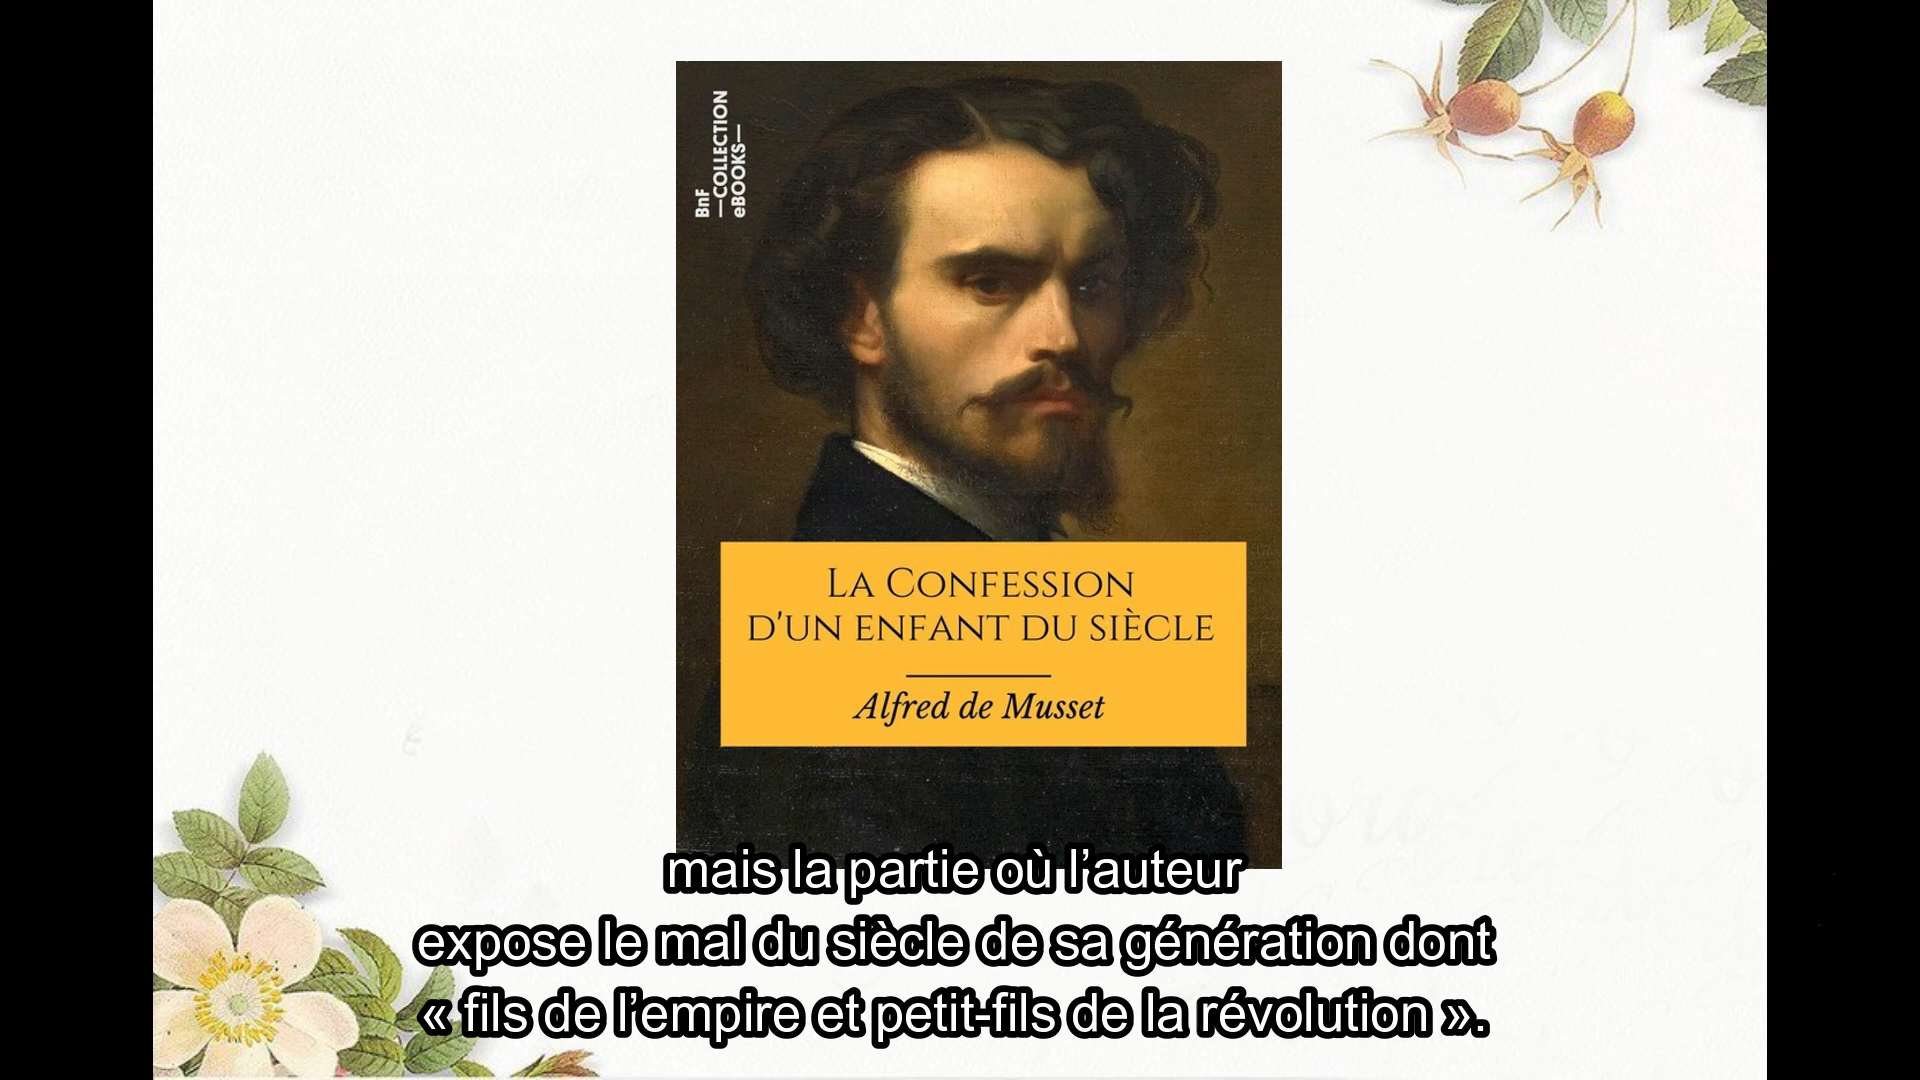 BnF
—COLLECTION
eBOOKS—
La Confession
d'un enfant du siècle
Alfred de Musset
mais la partie où l’auteur
expose le mal du siècle de sa génération dont
« fils de l’empire et petit-fils de la révolution ».